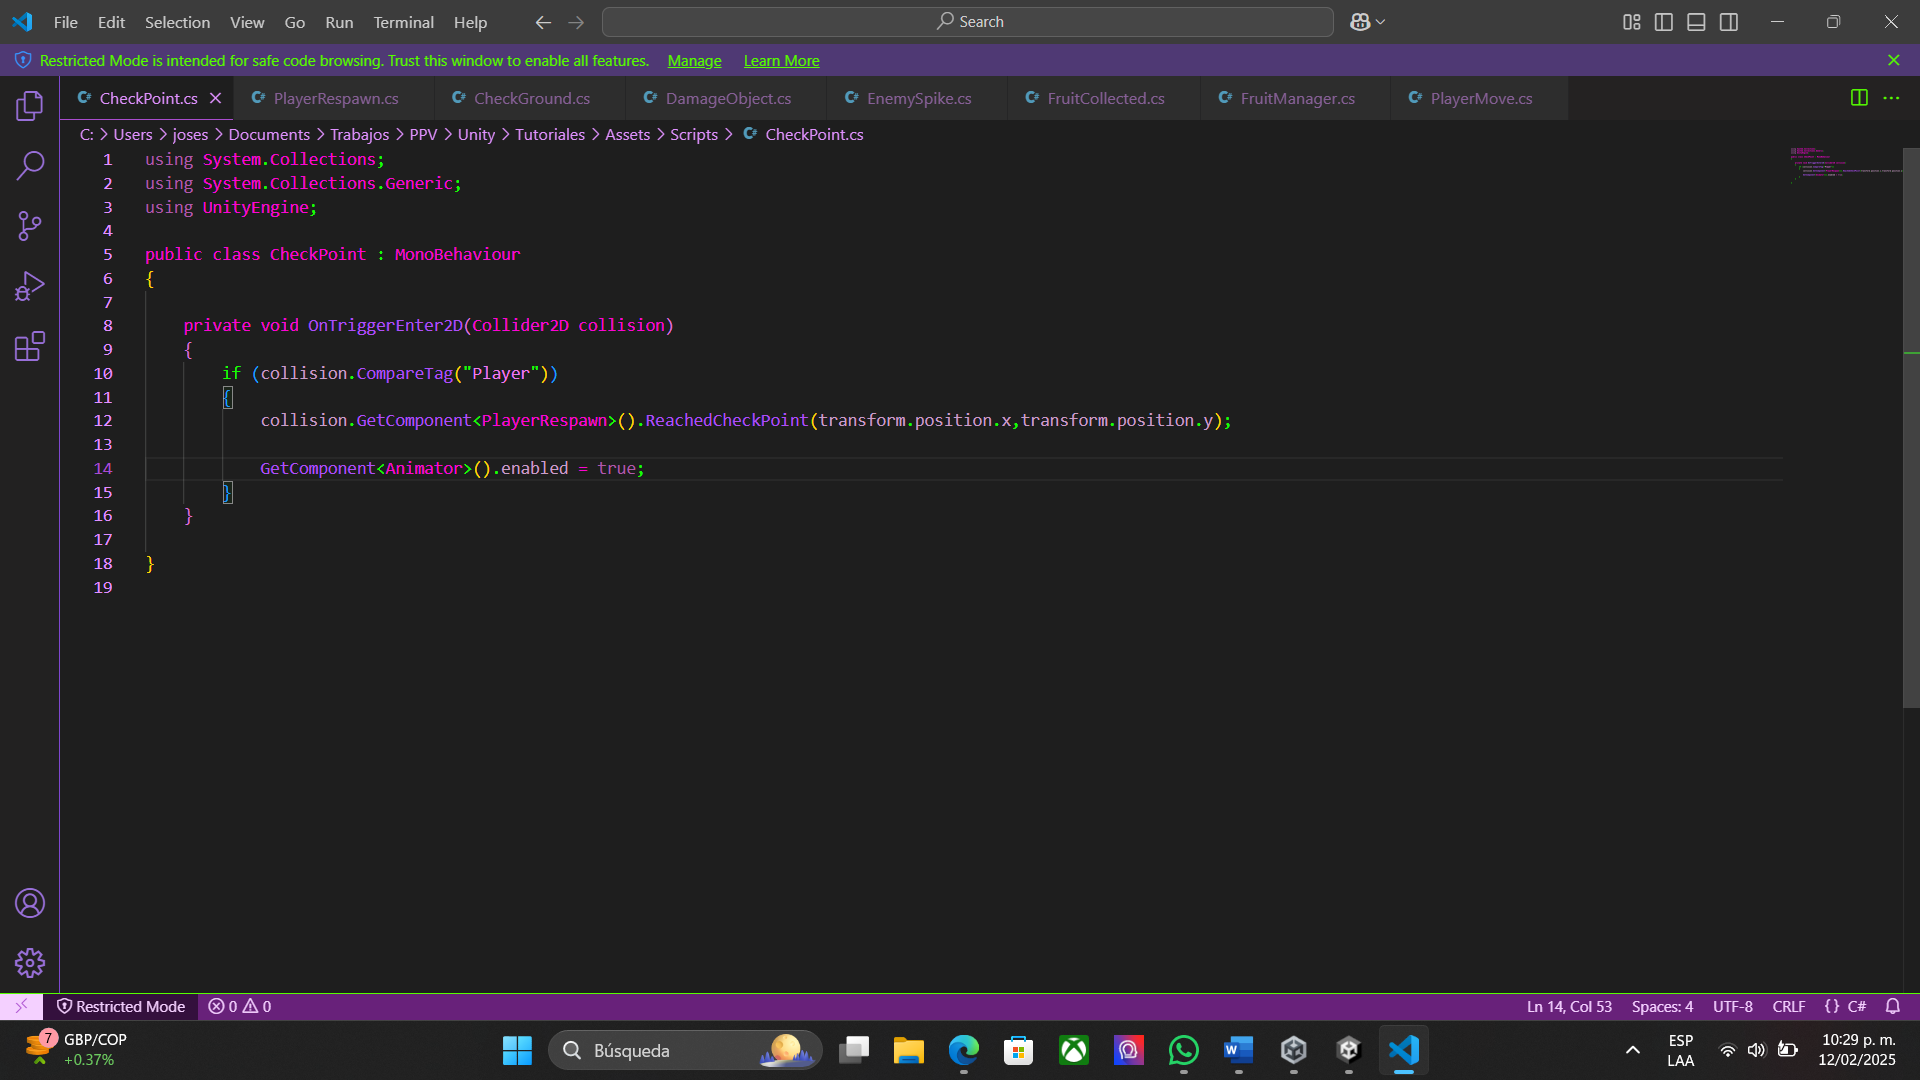 File Edit Selection View Go Run Terminal Help Search
Restricted Mode is intended for safe code browsing. Trust this window to enable all features. Manage Learn More
CheckPoint.cs PlayerRespawn.cs CheckGround.cs DamageObject.cs EnemySpike.cs FruitCollected.cs FruitManager.cs PlayerMove.cs
C: > Users > joses > Documents > Trabajos > PPV > Unity > Tutoriales > Assets > Scripts > CheckPoint.cs
1 using System.Collections;
2 using System.Collections.Generic;
3 using UnityEngine;
4
5 public class CheckPoint : MonoBehaviour
6 {
7
8 private void OnTriggerEnter2D(Collider2D collision)
9 {
10 if (collision.CompareTag("Player"))
11 {
12 collision.GetComponent<PlayerRespawn>().ReachedCheckPoint(transform.position.x,transform.position.y);
13
14 GetComponent<Animator>().enabled = true;
15 }
16 }
17
18 }
19
Restricted Mode 0 0 Ln 14, Col 53 Spaces: 4 UTF-8 CRLF {} C#
7 GBP/COP
+0.37%
Búsqueda
ESP
LAA
10:29 p. m.
12/02/2025